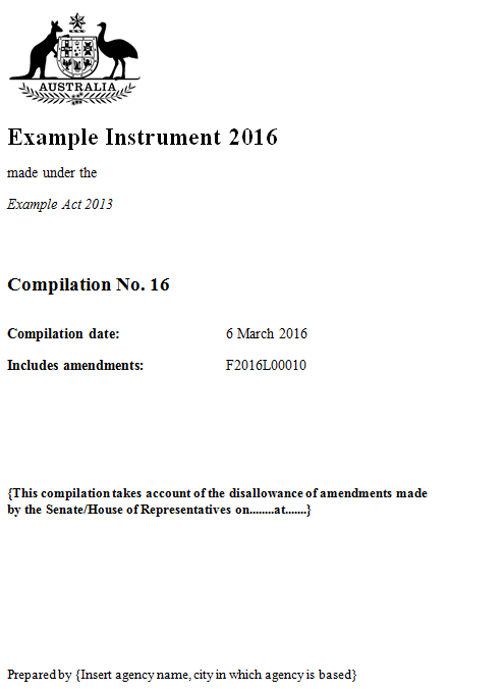 AUSTRALIA
Example Instrument 2016
made under the
Example Act 2013
Compilation No. 16
Compilation date: 6 March 2016
Includes amendments: F2016L00010
{This compilation takes account of the disallowance of amendments made
by the Senate/House of Representatives on........at.......}
Prepared by {Insert agency name, city in which agency is based}